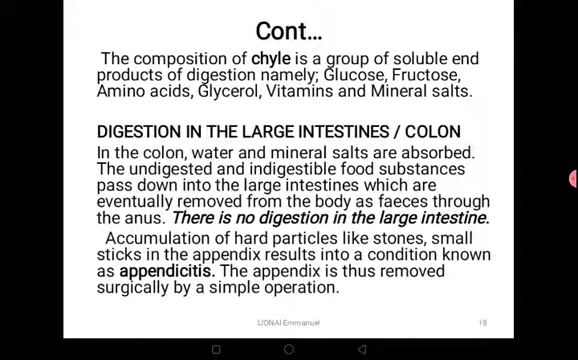 Cont…
The composition of chyle is a group of soluble end
products of digestion namely; Glucose, Fructose,
Amino acids, Glycerol, Vitamins and Mineral salts.
DIGESTION IN THE LARGE INTESTINES / COLON
In the colon, water and mineral salts are absorbed.
The undigested and indigestible food substances
pass down into the large intestines which are
eventually removed from the body as faeces through
the anus. There is no digestion in the large intestine.
Accumulation of hard particles like stones, small
sticks in the appendix results into a condition known
as appendicitis. The appendix is thus removed
surgically by a simple operation.
Emmanuel